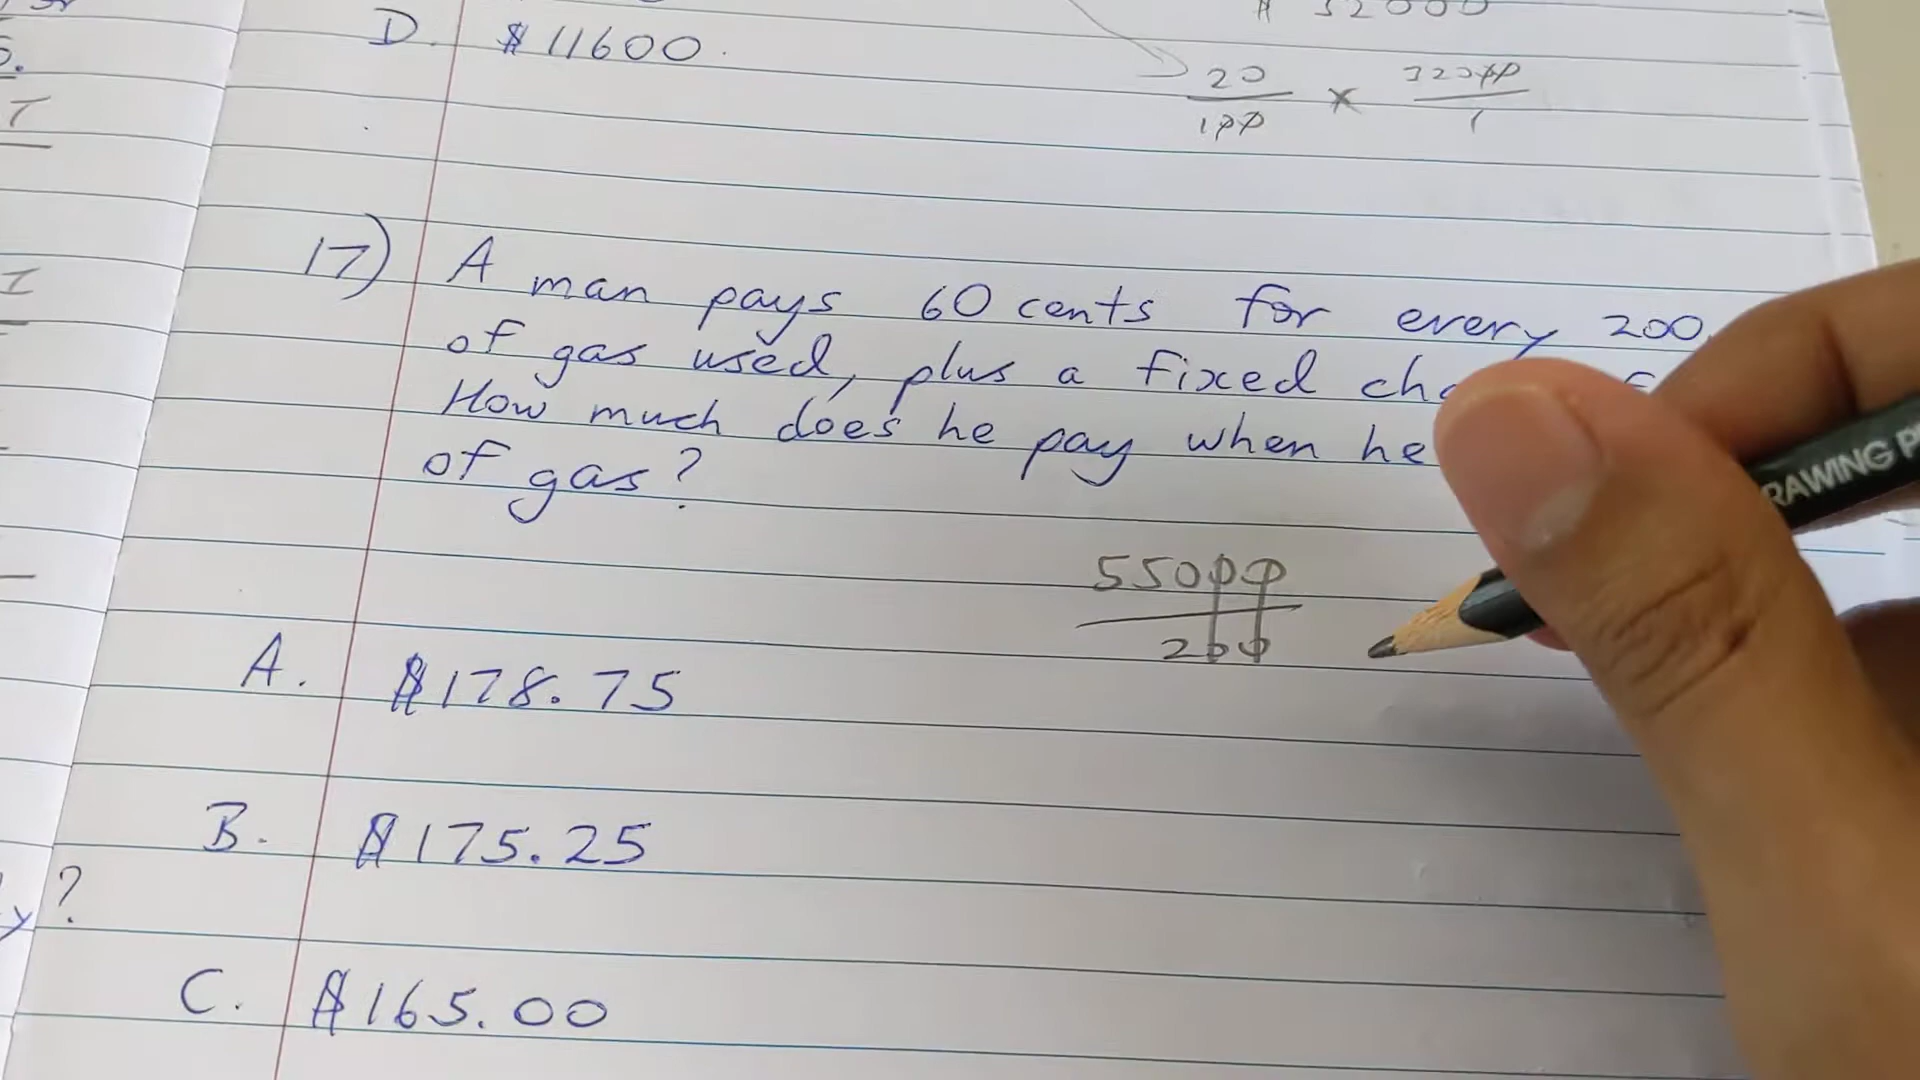 D. $11600.
20 × 32000
100 1
17) A man pays 60 cents for every 200
of gas used, plus a fixed
How much does he pay when he
of gas?
55000
200
A. $178.75
B. $175.25
C. $165.00
?
RAWING